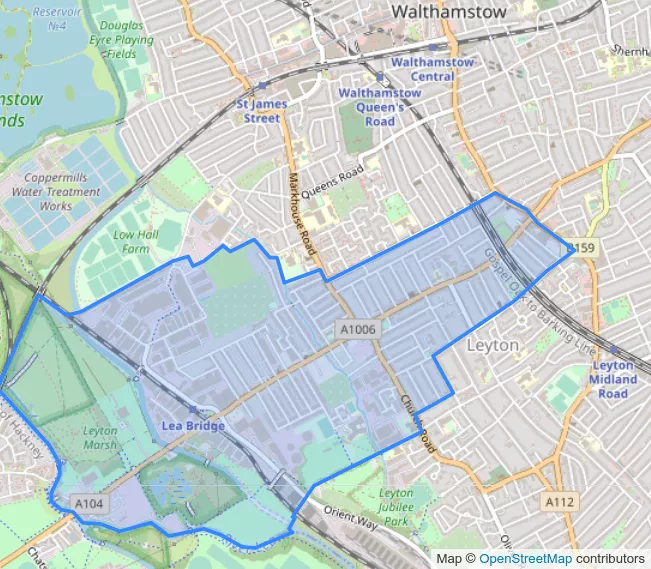 Reservoir
№4
Douglas
Eyre Playing
Fields
Walthamstow
Walthamstow
Central
Shernh
St James
Street
Walthamstow
Queen's
Road
mstow
nds
Coppermills
Water Treatment
Works
Markhouse Road
Queens Road
Low Hall
Farm
B159
Gospel Oak to Barking Line
A1006
Leyton
Leyton
Midland
Road
Church Road
Lea Bridge
of Hackney
Leyton
Marsh
A104
Leyton
Jubilee
Park
A112
Orient Way
Chats
Map © OpenStreetMap contributors